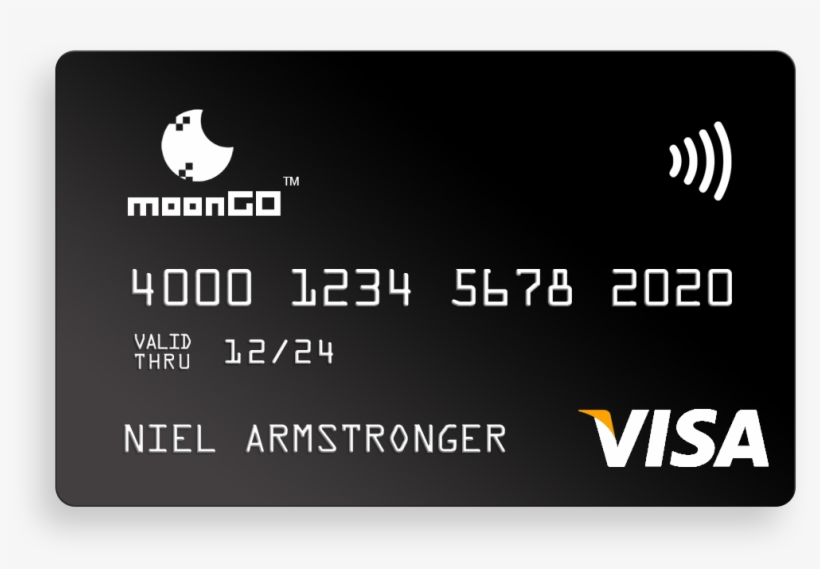 moonGO™
4000 1234 5678 2020
VALID
THRU 12/24
NIEL ARMSTRONGER
VISA